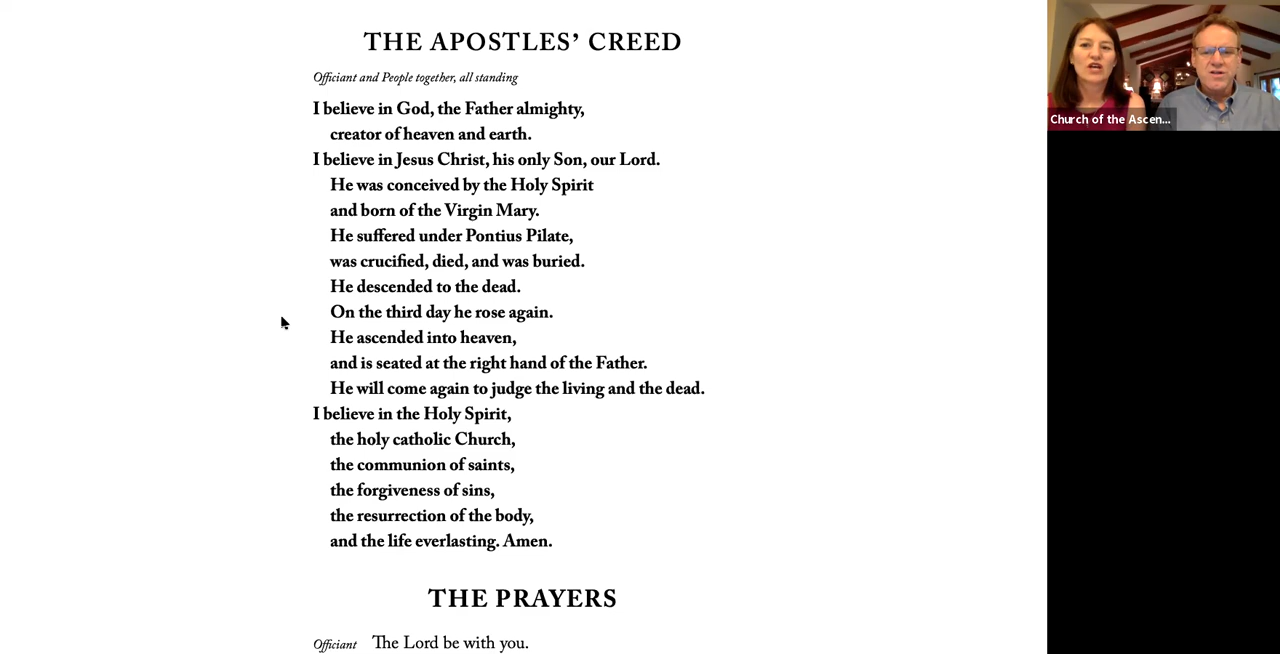 THE APOSTLES’ CREED
Officiant and People together, all standing
I believe in God, the Father almighty,
creator of heaven and earth.
I believe in Jesus Christ, his only Son, our Lord.
He was conceived by the Holy Spirit
and born of the Virgin Mary.
He suffered under Pontius Pilate,
was crucified, died, and was buried.
He descended to the dead.
On the third day he rose again.
He ascended into heaven,
and is seated at the right hand of the Father.
He will come again to judge the living and the dead.
I believe in the Holy Spirit,
the holy catholic Church,
the communion of saints,
the forgiveness of sins,
the resurrection of the body,
and the life everlasting. Amen.
THE PRAYERS
Officiant The Lord be with you.
Church of the Ascen...